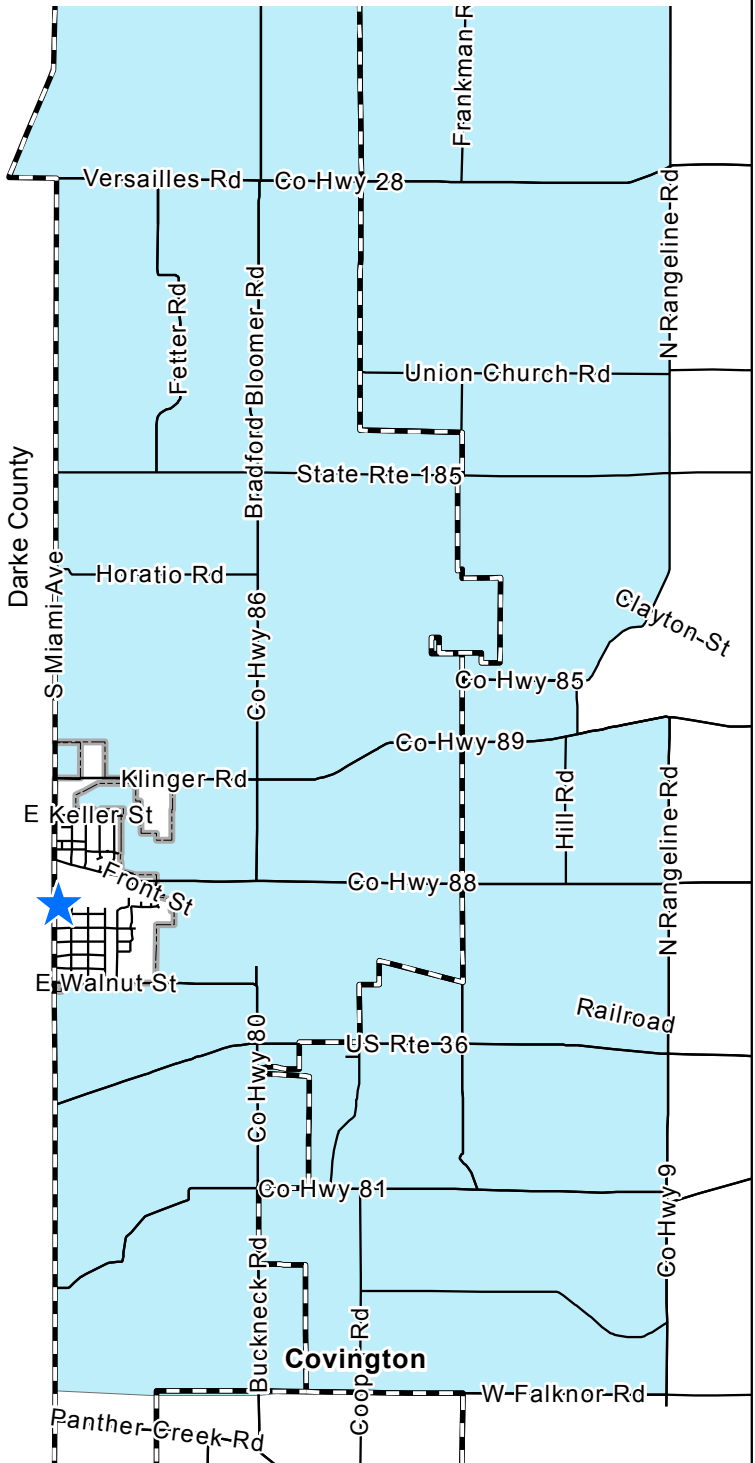 Frankman-R
Versailles Rd
Co Hwy 28
N Rangeline Rd
Fetter Rd
Bradford Bloomer Rd
Union Church Rd
State Rte 185
Darke County
S Miami Ave
Horatio Rd
Co Hwy 86
Clayton St
Co Hwy 85
Co Hwy 89
Klinger Rd
E Keller St
Hill Rd
N Rangeline Rd
Front St
Co Hwy 88
E Walnut St
Railroad
Co Hwy 80
US Rte 36
Co Hwy 81
Co Hwy 9
Buckneck Rd
Covington
W Falknor Rd
Panther Creek Rd